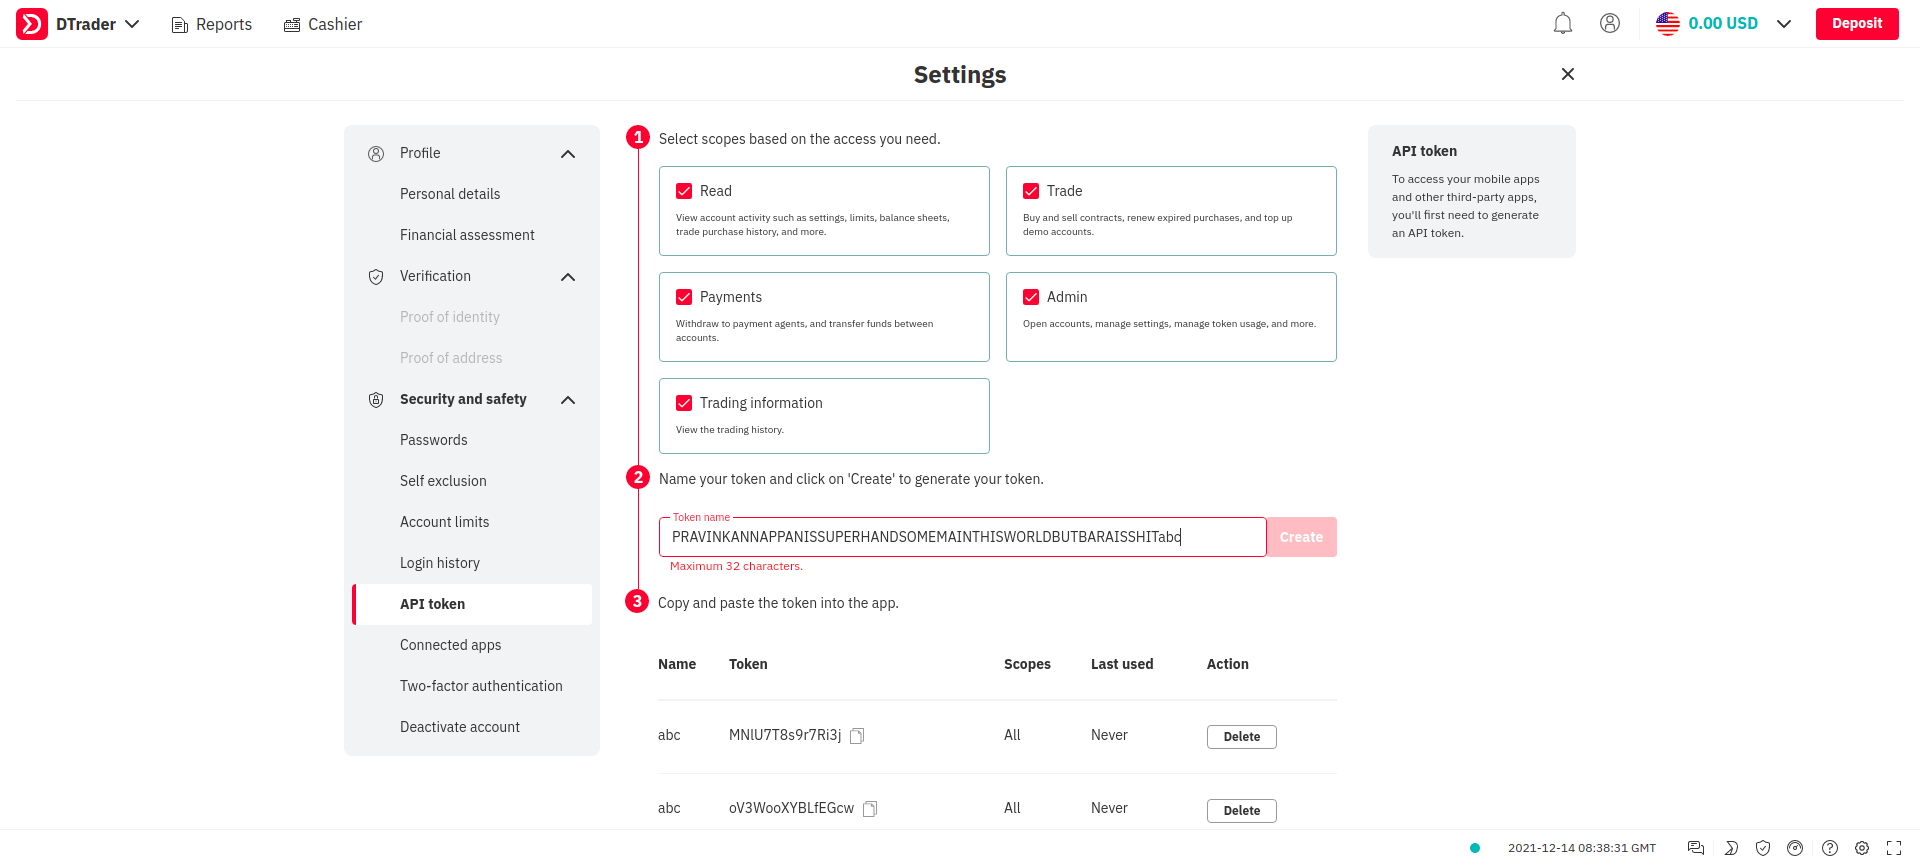 DTrader
Reports
Cashier
0.00 USD
Deposit
Settings
Profile
Personal details
Financial assessment
Verification
Proof of identity
Proof of address
Security and safety
Passwords
Self exclusion
Account limits
Login history
API token
Connected apps
Two-factor authentication
Deactivate account
1 Select scopes based on the access you need.
Read
View account activity such as settings, limits, balance sheets,
trade purchase history, and more.
Trade
Buy and sell contracts, renew expired purchases, and top up
demo accounts.
Payments
Withdraw to payment agents, and transfer funds between
accounts.
Admin
Open accounts, manage settings, manage token usage, and more.
Trading information
View the trading history.
2 Name your token and click on 'Create' to generate your token.
Token name
PRAVINKANNAPPANISSUPERHANDSOMEMAINTHISWORLDBUTBARAISSHITabc
Create
Maximum 32 characters.
3 Copy and paste the token into the app.
Name Token Scopes Last used Action
abc MNlU7T8s9r7Ri3j All Never Delete
abc oV3WooXYBLfEGcw All Never Delete
API token
To access your mobile apps
and other third-party apps,
you'll first need to generate
an API token.
2021-12-14 08:38:31 GMT